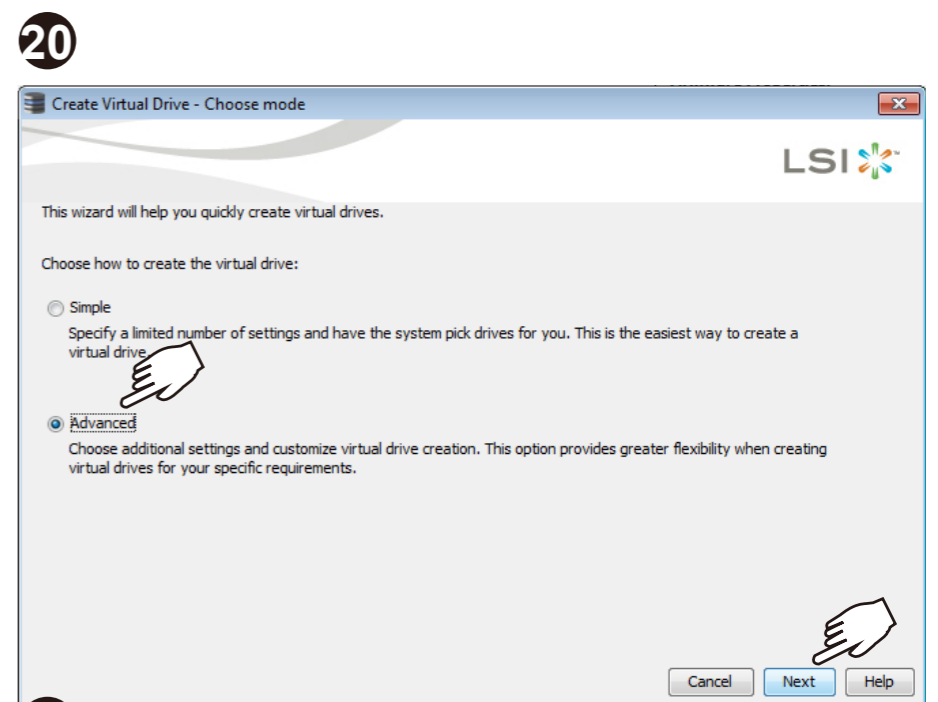 20
Create Virtual Drive - Choose mode
LSI
This wizard will help you quickly create virtual drives.
Choose how to create the virtual drive:
Simple
Specify a limited number of settings and have the system pick drives for you. This is the easiest way to create a
virtual drive.
Advanced
Choose additional settings and customize virtual drive creation. This option provides greater flexibility when creating
virtual drives for your specific requirements.
Cancel Next Help